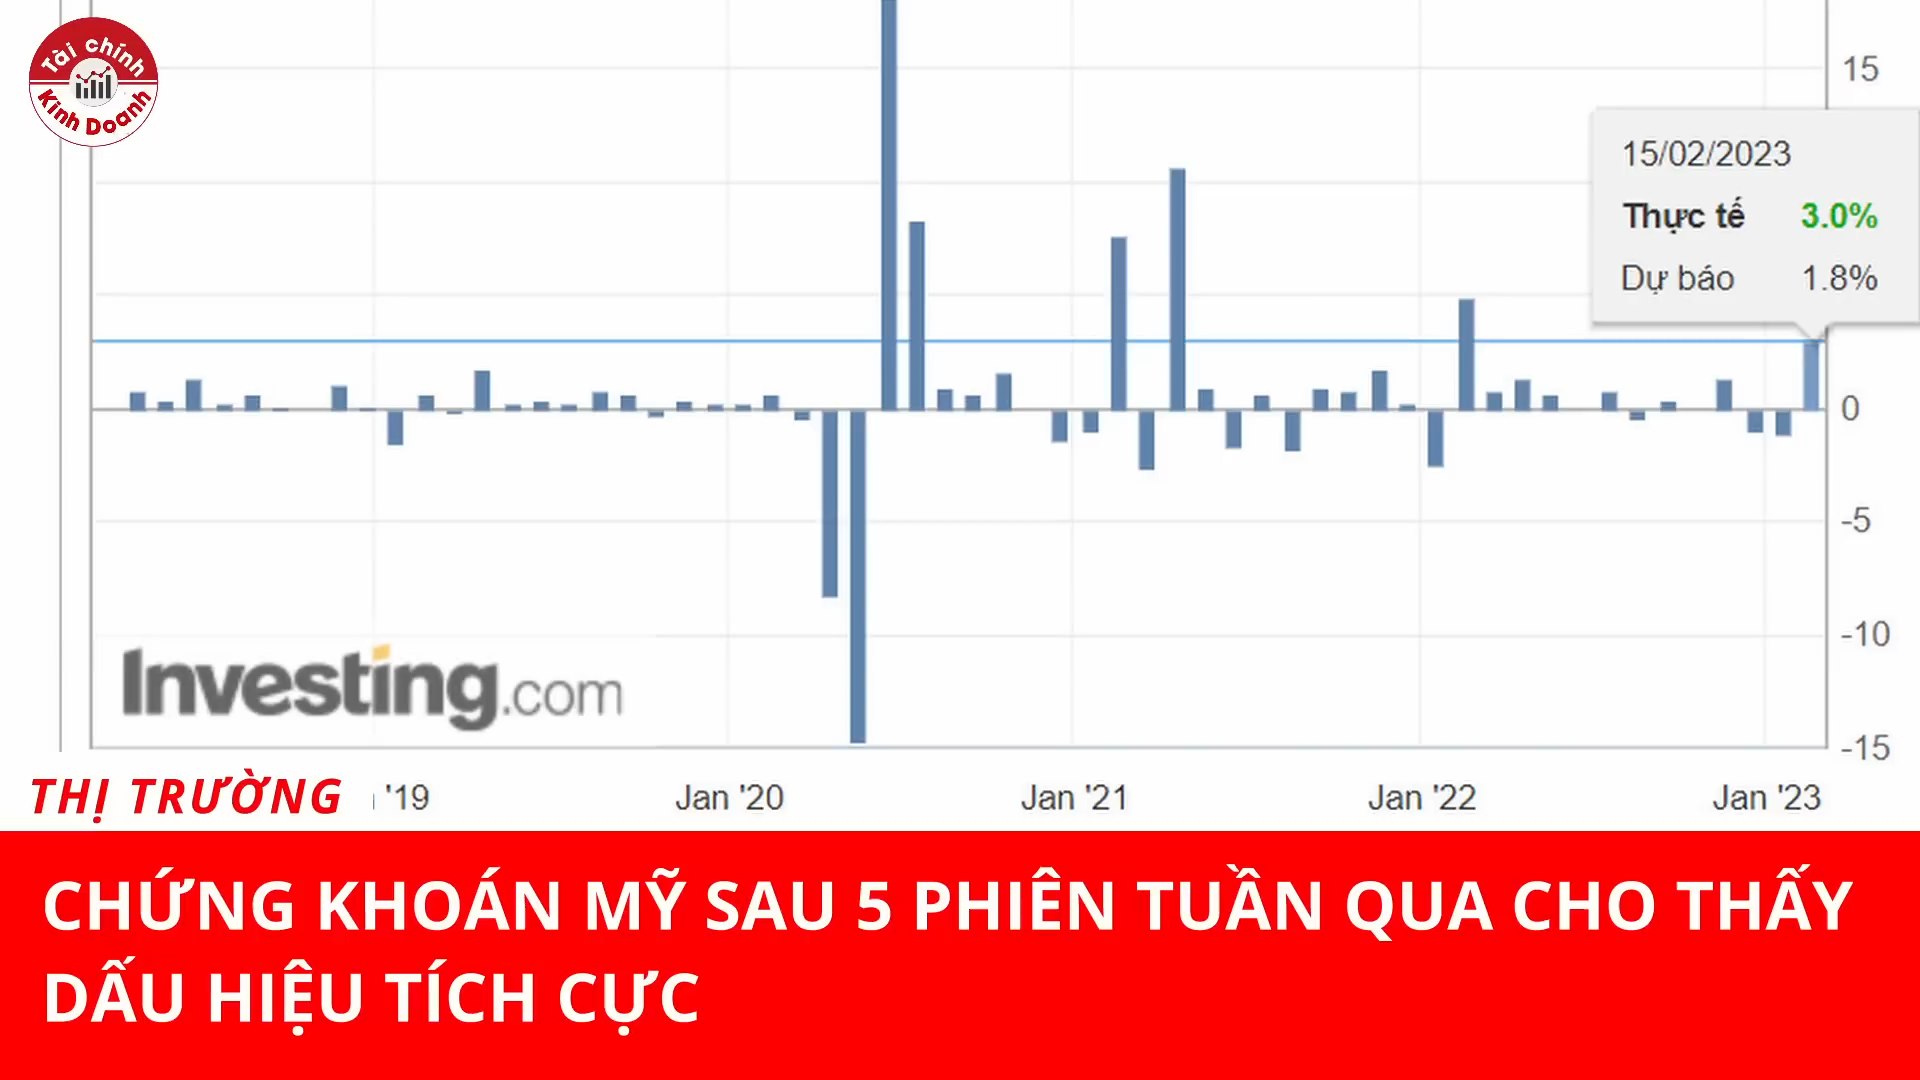 Tài chính
Kinh Doanh
15
15/02/2023
Thực tế 3.0%
Dự báo 1.8%
0
-5
-10
-15
Investing.com
THỊ TRƯỜNG
'19 Jan '20 Jan '21 Jan '22 Jan '23
CHỨNG KHOÁN MỸ SAU 5 PHIÊN TUẦN QUA CHO THẤY
DẤU HIỆU TÍCH CỰC